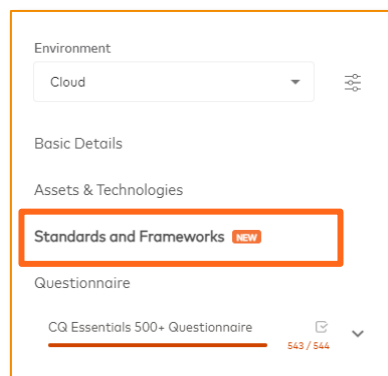 Environment
Cloud
Basic Details
Assets & Technologies
Standards and Frameworks NEW
Questionnaire
CQ Essentials 500+ Questionnaire
543 / 544